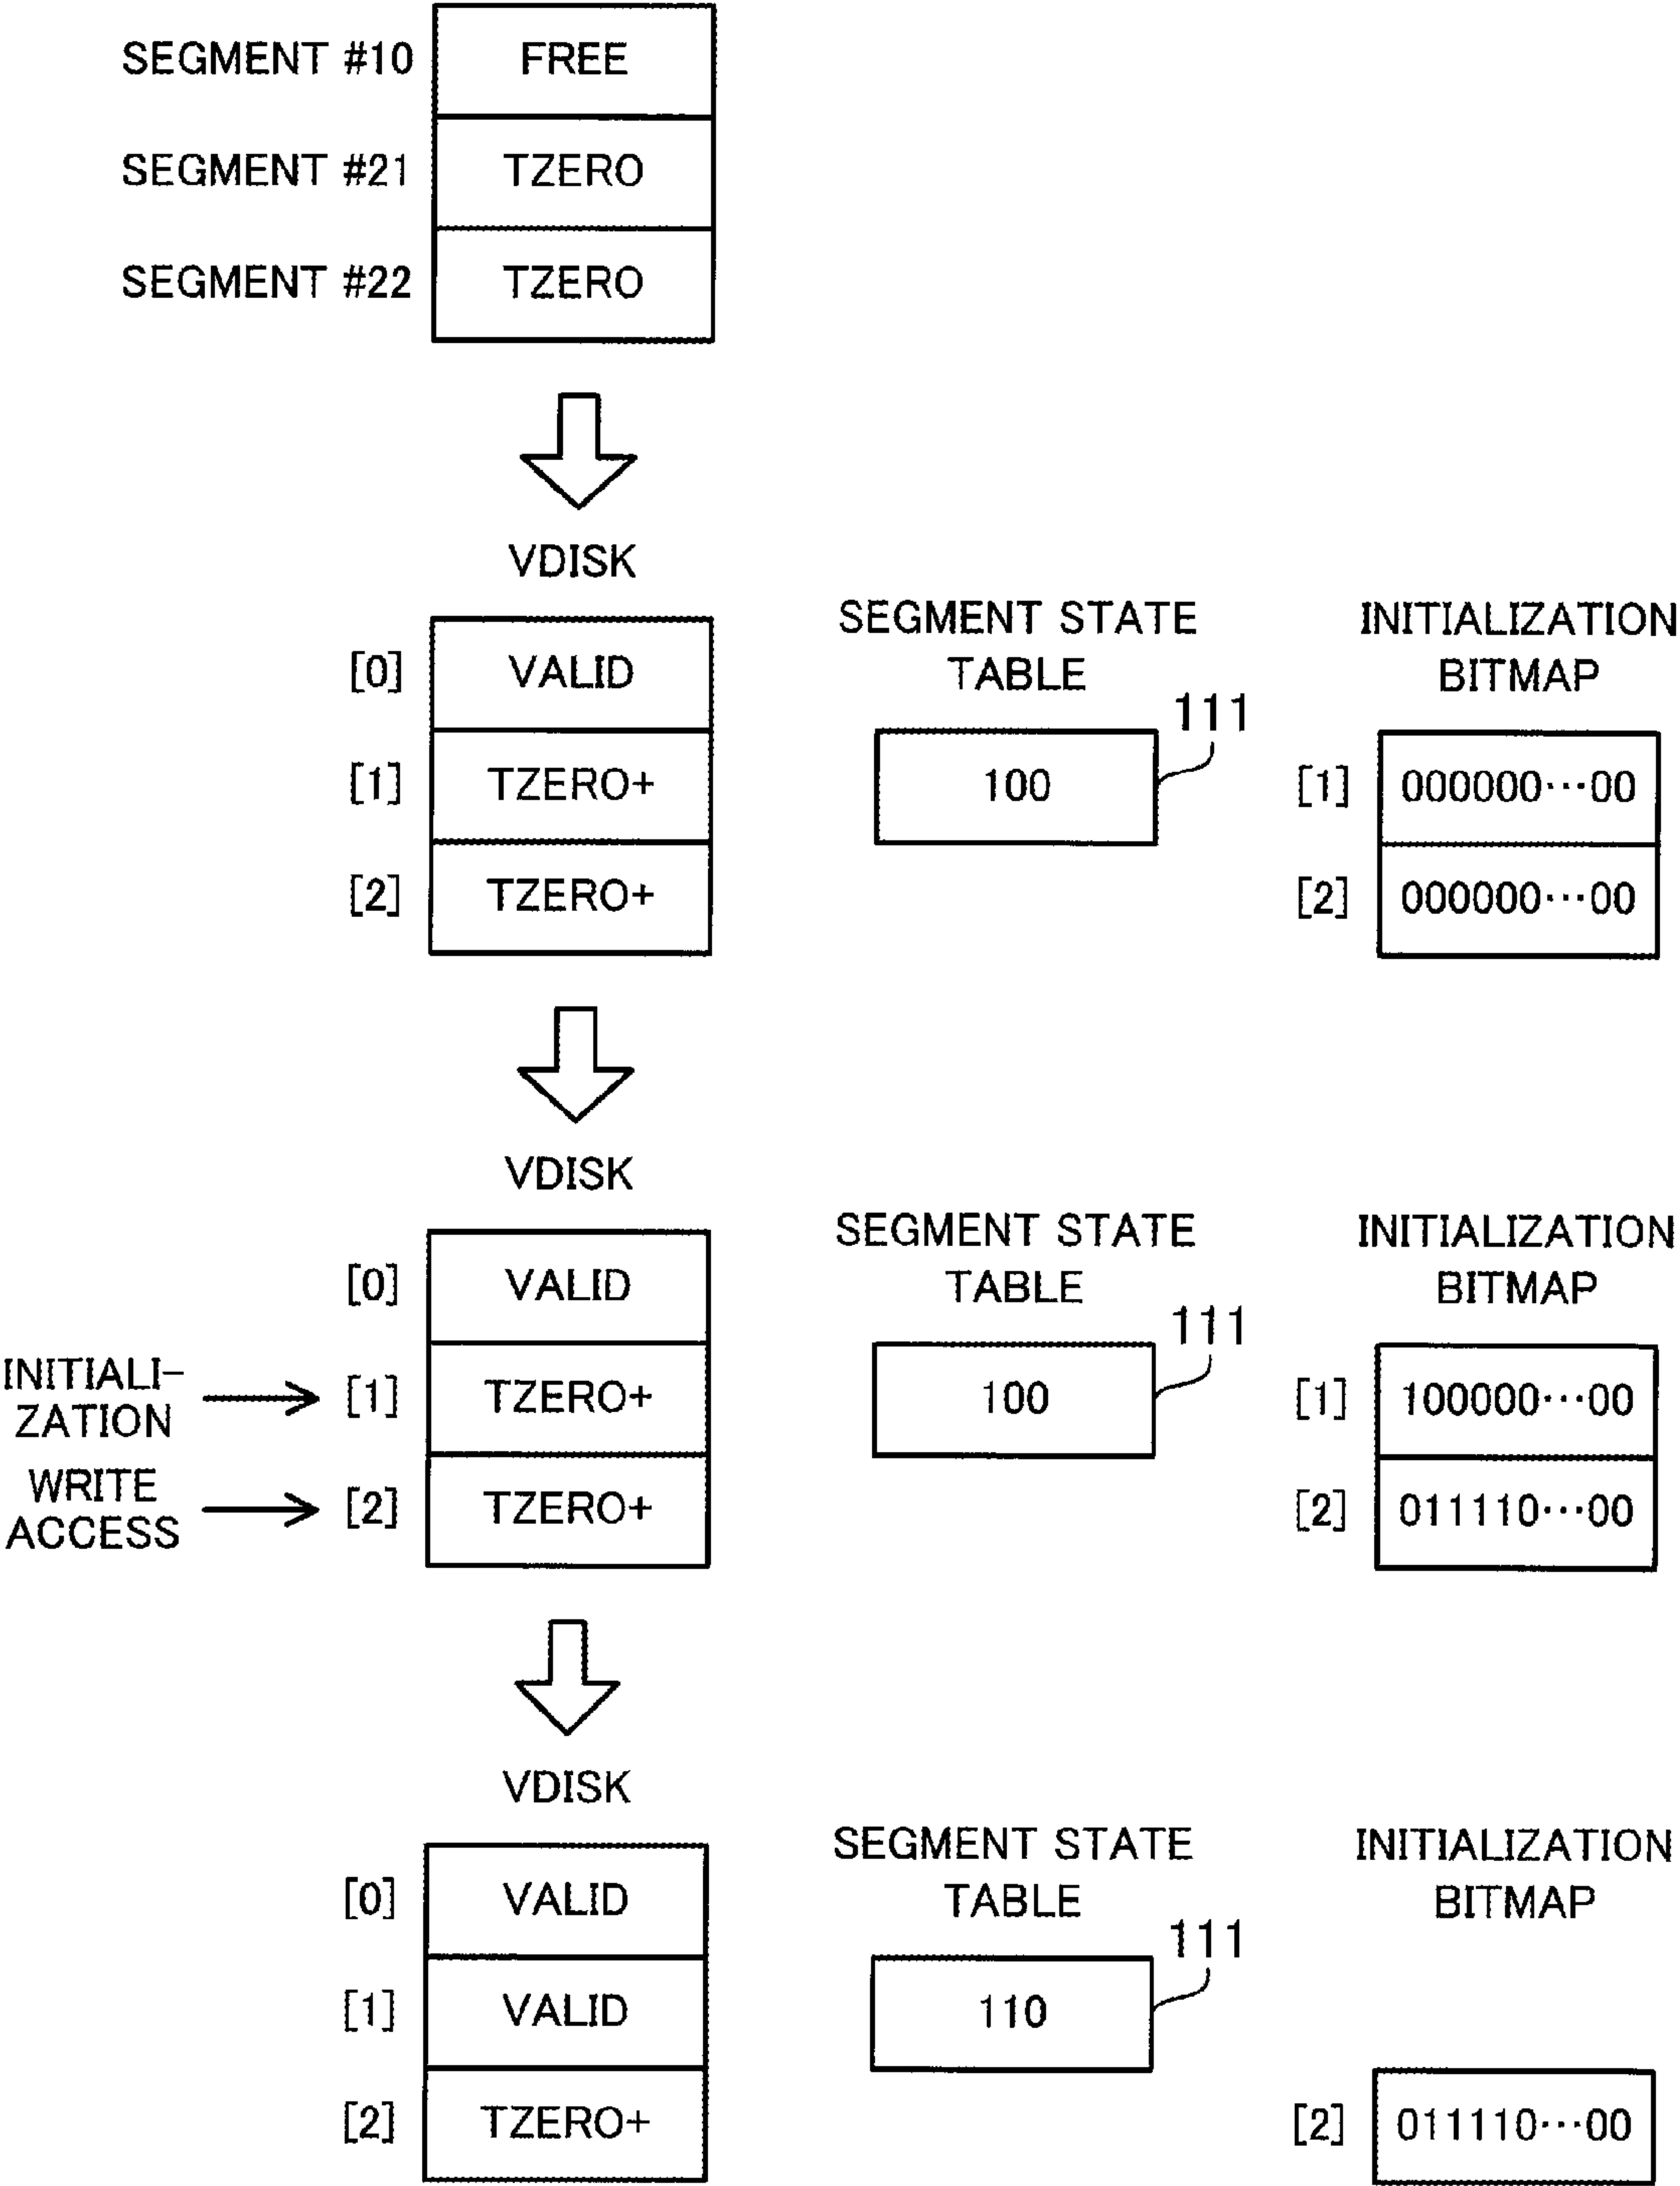 SEGMENT #10 FREE
SEGMENT #21 TZERO
SEGMENT #22 TZERO
VDISK
SEGMENT STATE
TABLE
INITIALIZATION
BITMAP
[0] VALID
[1] TZERO+
[2] TZERO+
111
100
[1] 000000⋯00
[2] 000000⋯00
VDISK
SEGMENT STATE
TABLE
INITIALIZATION
BITMAP
[0] VALID
INITIALI-
ZATION
[1] TZERO+
WRITE
ACCESS
[2] TZERO+
111
100
[1] 100000⋯00
[2] 011110⋯00
VDISK
SEGMENT STATE
TABLE
INITIALIZATION
BITMAP
[0] VALID
[1] VALID
[2] TZERO+
111
110
[2] 011110⋯00